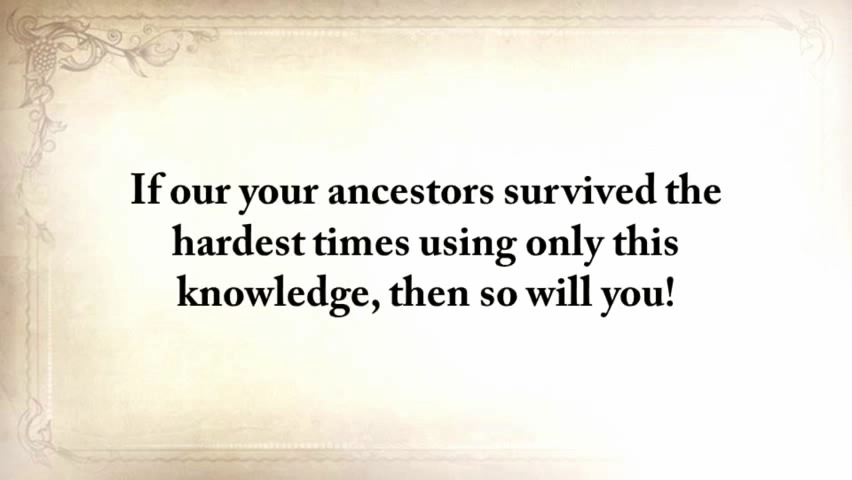 If our your ancestors survived the
hardest times using only this
knowledge, then so will you!